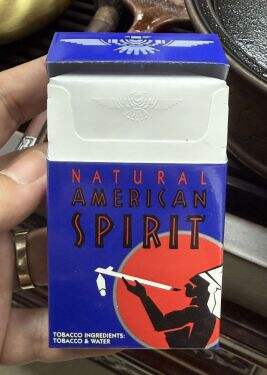 NATURAL
AMERICAN
SPIRIT
TOBACCO INGREDIENTS:
TOBACCO & WATER